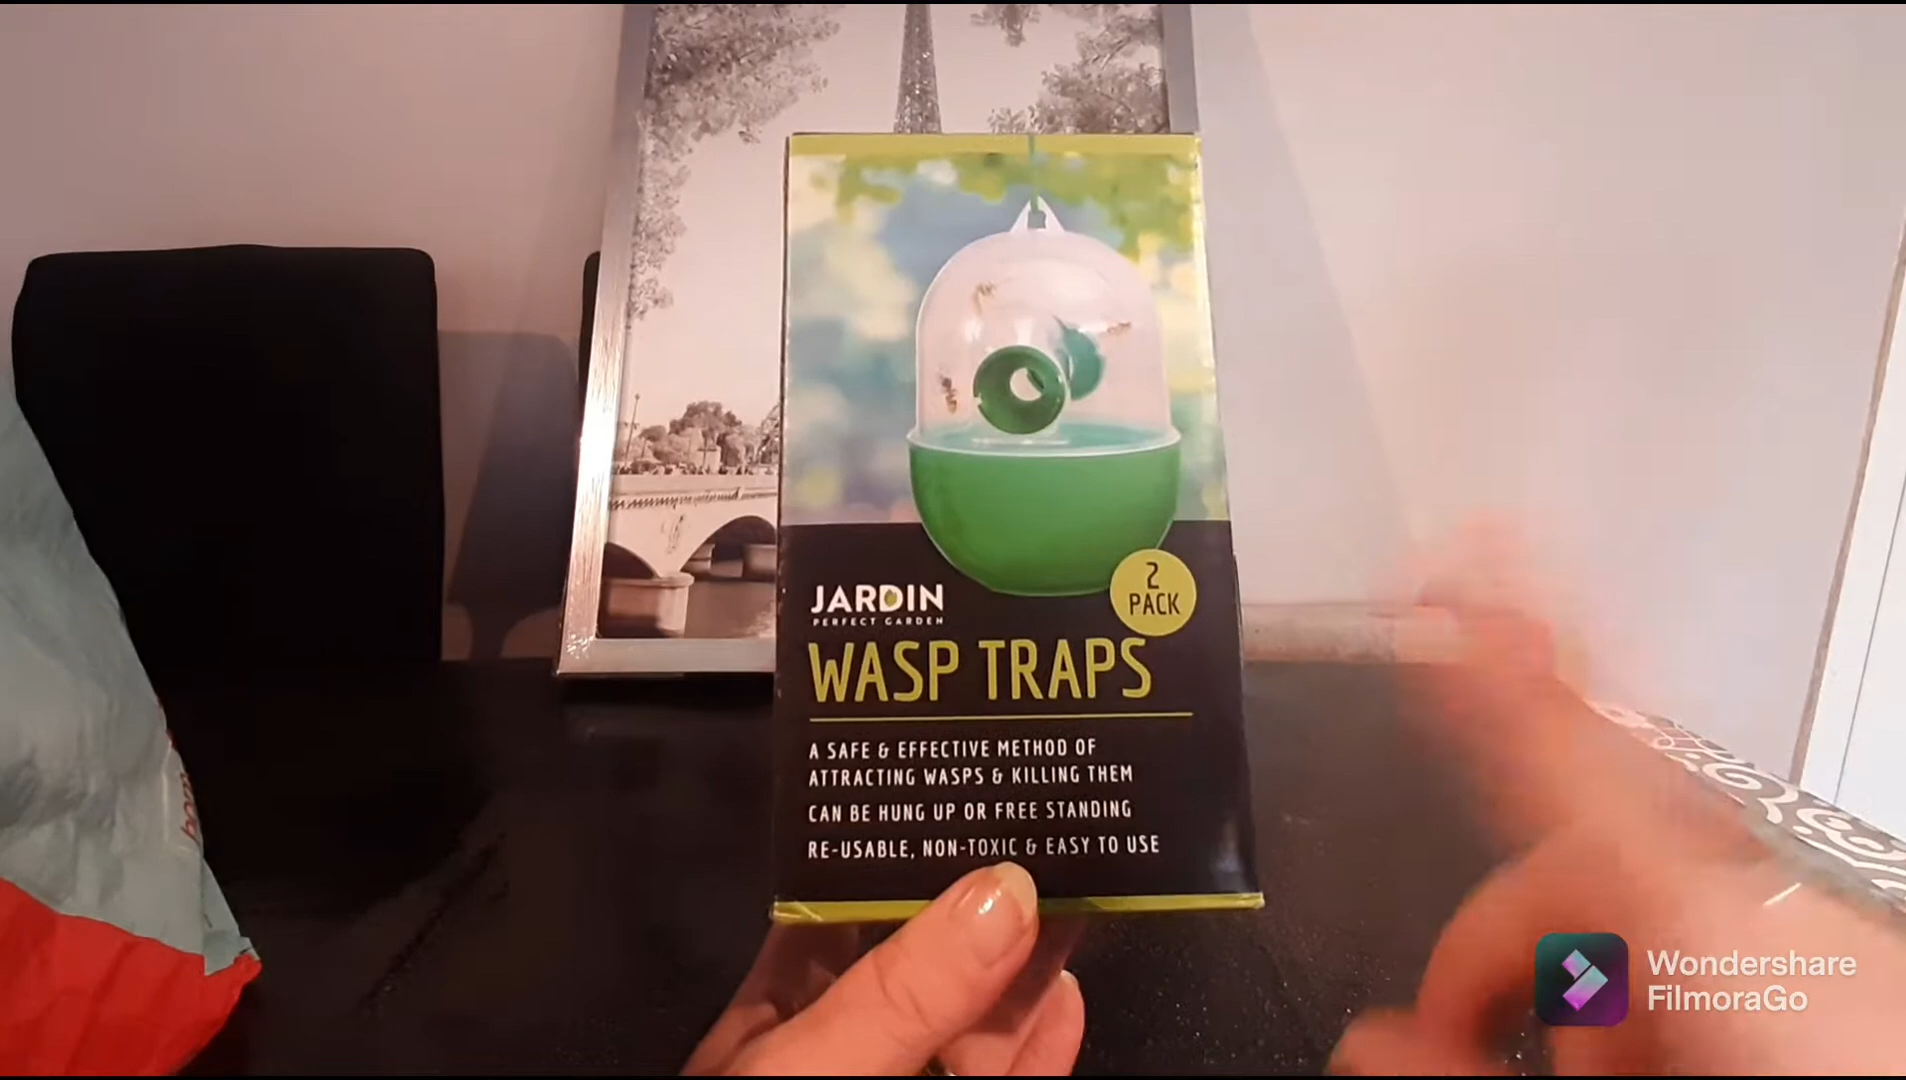 2
PACK
JARDIN
PERFECT GARDEN
WASP TRAPS
A SAFE & EFFECTIVE METHOD OF
ATTRACTING WASPS & KILLING THEM
CAN BE HUNG UP OR FREE STANDING
RE-USABLE, NON-TOXIC & EASY TO USE
Wondershare
FilmoraGo